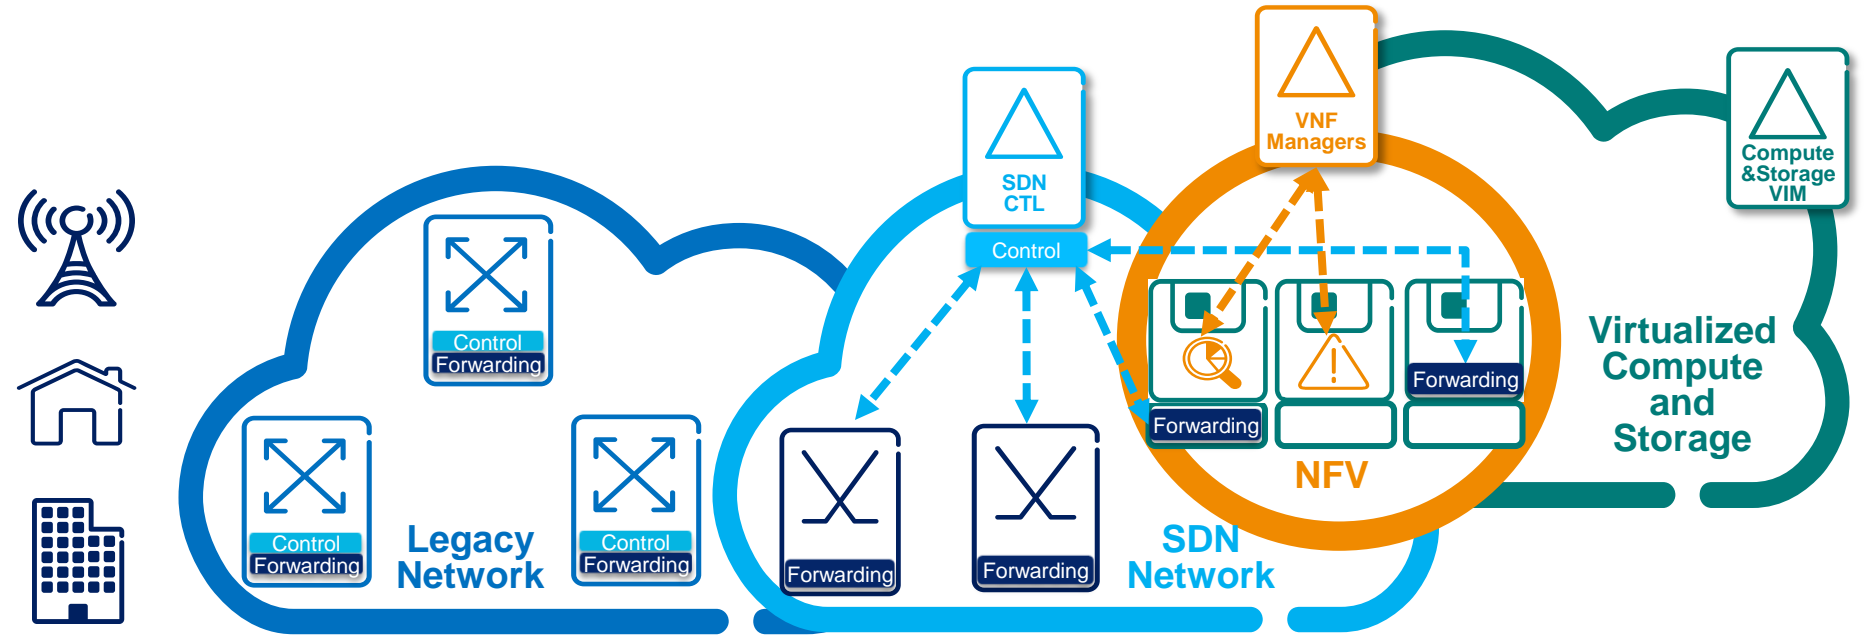 VNF
Managers
Compute
&Storage
VIM
SDN
CTL
Control
Control
Forwarding
Virtualized
Compute
and
Storage
Forwarding
Forwarding
NFV
Control
Forwarding
Legacy
Network
Control
Forwarding
Forwarding
Forwarding
SDN
Network